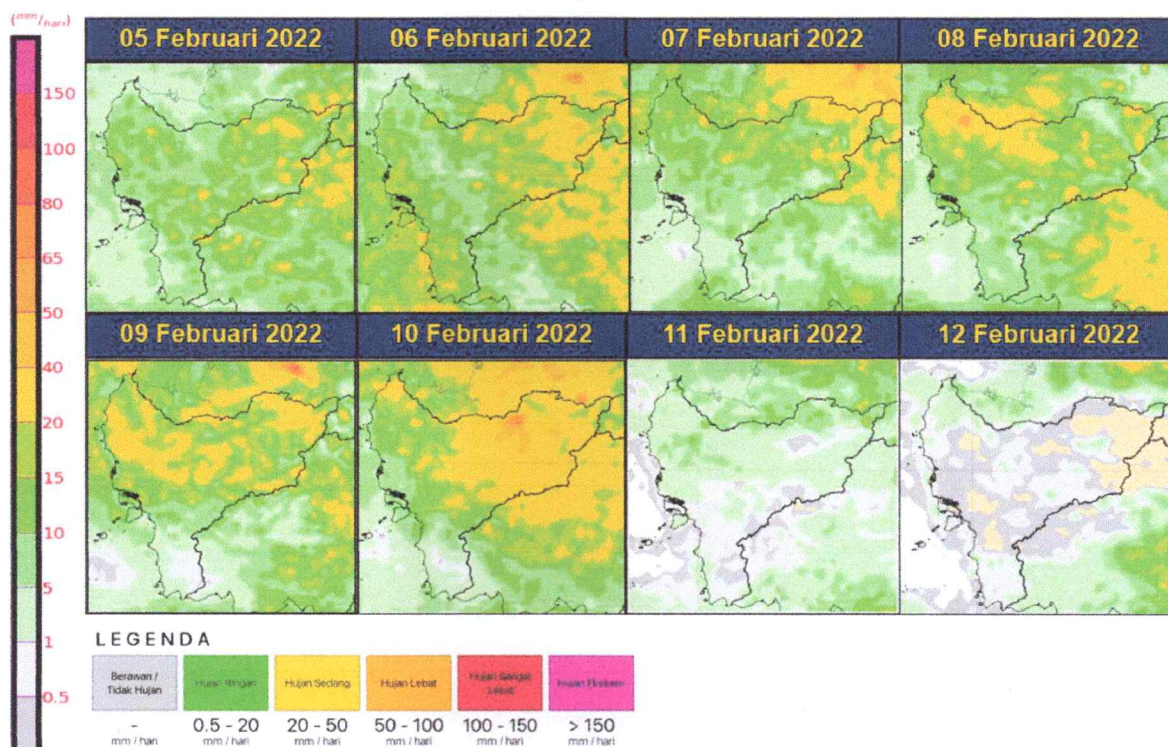 (mm/hari)
05 Februari 2022
06 Februari 2022
07 Februari 2022
08 Februari 2022
150
100
80
65
50
40
20
15
10
5
1
0.5
09 Februari 2022
10 Februari 2022
11 Februari 2022
12 Februari 2022
LEGENDA
Berawan /
Tidak Hujan
Hujan Ringan
Hujan Sedang
Hujan Lebat
Hujan Sangat
Lebat
Hujan Ekstrem
-
0.5 - 20
20 - 50
50 - 100
100 - 150
> 150
mm / hari
mm / hari
mm / hari
mm / hari
mm / hari
mm / hari